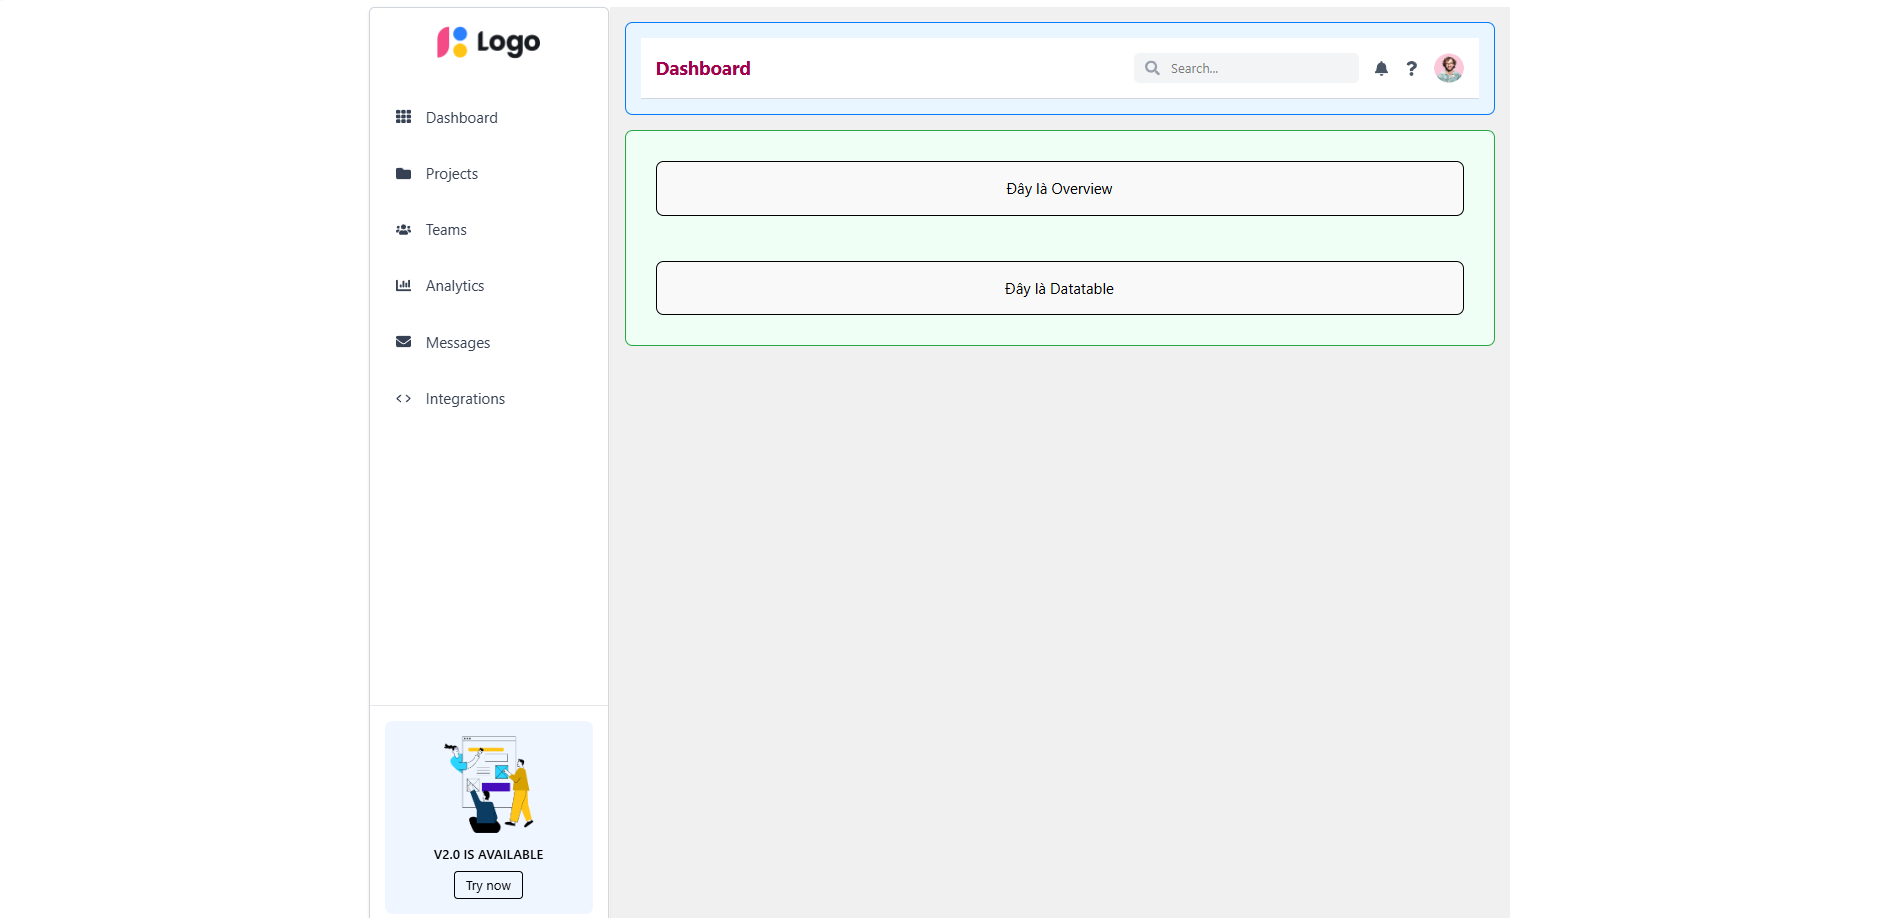 Logo
Dashboard
Projects
Teams
Analytics
Messages
Integrations
V2.0 IS AVAILABLE
Try now
Dashboard
Search...
Đây là Overview
Đây là Datatable